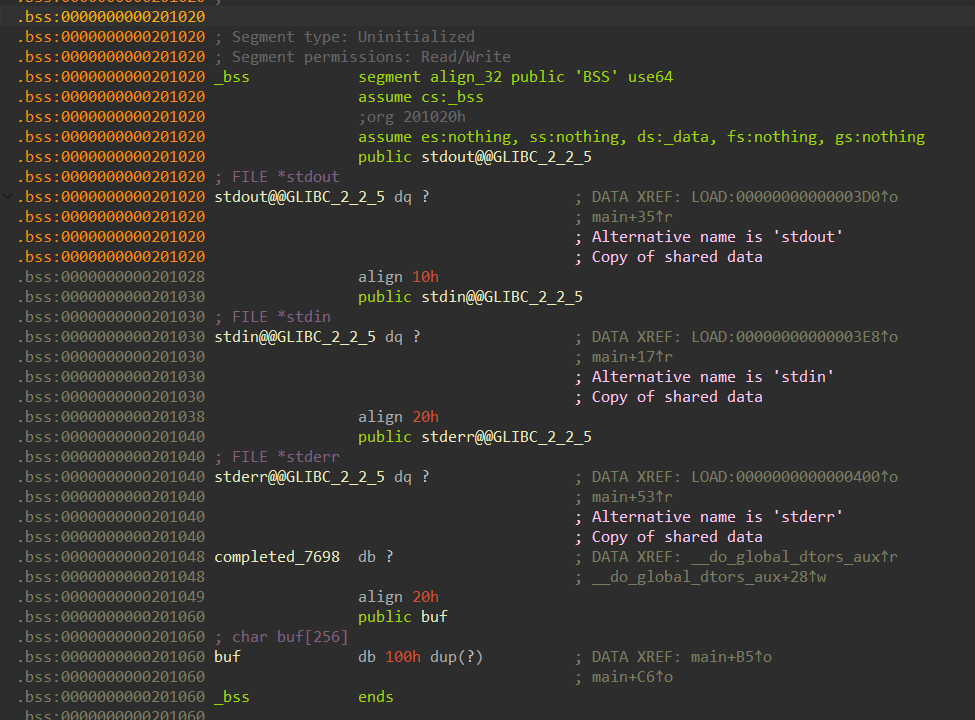 .bss:0000000000201020 ;
.bss:0000000000201020
.bss:0000000000201020 ; Segment type: Uninitialized
.bss:0000000000201020 ; Segment permissions: Read/Write
.bss:0000000000201020 _bss segment align_32 public 'BSS' use64
.bss:0000000000201020 assume cs:_bss
.bss:0000000000201020 ;org 201020h
.bss:0000000000201020 assume es:nothing, ss:nothing, ds:_data, fs:nothing, gs:nothing
.bss:0000000000201020 public stdout@@GLIBC_2_2_5
.bss:0000000000201020 ; FILE *stdout
.bss:0000000000201020 stdout@@GLIBC_2_2_5 dq ? ; DATA XREF: LOAD:00000000000003D0↑o
.bss:0000000000201020 ; main+35↑r
.bss:0000000000201020 ; Alternative name is 'stdout'
.bss:0000000000201020 ; Copy of shared data
.bss:0000000000201028 align 10h
.bss:0000000000201030 public stdin@@GLIBC_2_2_5
.bss:0000000000201030 ; FILE *stdin
.bss:0000000000201030 stdin@@GLIBC_2_2_5 dq ? ; DATA XREF: LOAD:00000000000003E8↑o
.bss:0000000000201030 ; main+17↑r
.bss:0000000000201030 ; Alternative name is 'stdin'
.bss:0000000000201030 ; Copy of shared data
.bss:0000000000201038 align 20h
.bss:0000000000201040 public stderr@@GLIBC_2_2_5
.bss:0000000000201040 ; FILE *stderr
.bss:0000000000201040 stderr@@GLIBC_2_2_5 dq ? ; DATA XREF: LOAD:0000000000000400↑o
.bss:0000000000201040 ; main+53↑r
.bss:0000000000201040 ; Alternative name is 'stderr'
.bss:0000000000201040 ; Copy of shared data
.bss:0000000000201048 completed_7698 db ? ; DATA XREF: __do_global_dtors_aux↑r
.bss:0000000000201048 ; __do_global_dtors_aux+28↑w
.bss:0000000000201049 align 20h
.bss:0000000000201060 public buf
.bss:0000000000201060 ; char buf[256]
.bss:0000000000201060 buf db 100h dup(?) ; DATA XREF: main+B5↑o
.bss:0000000000201060 ; main+C6↑o
.bss:0000000000201060 _bss ends
.bss:0000000000201060